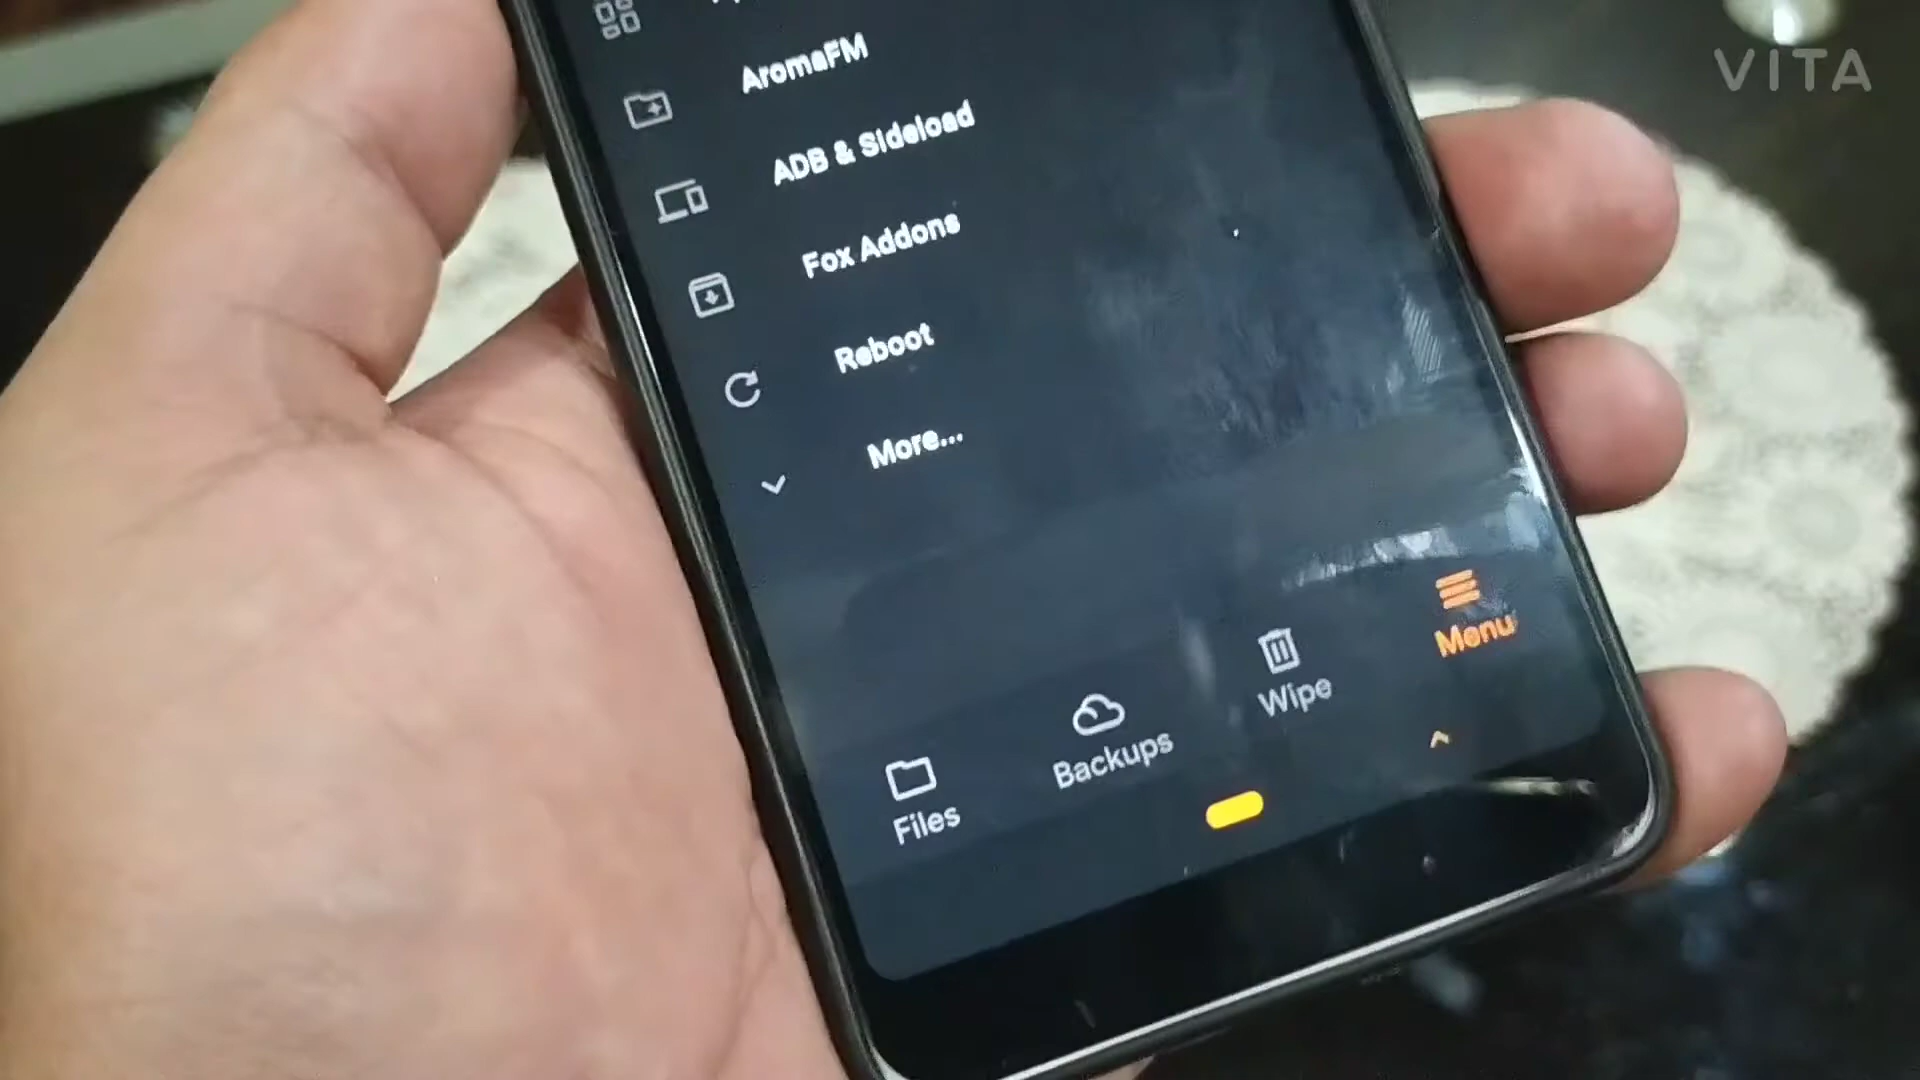 VITA
AromaFM
ADB & Sideload
Fox Addons
Reboot
More...
Menu
Wipe
Backups
Files